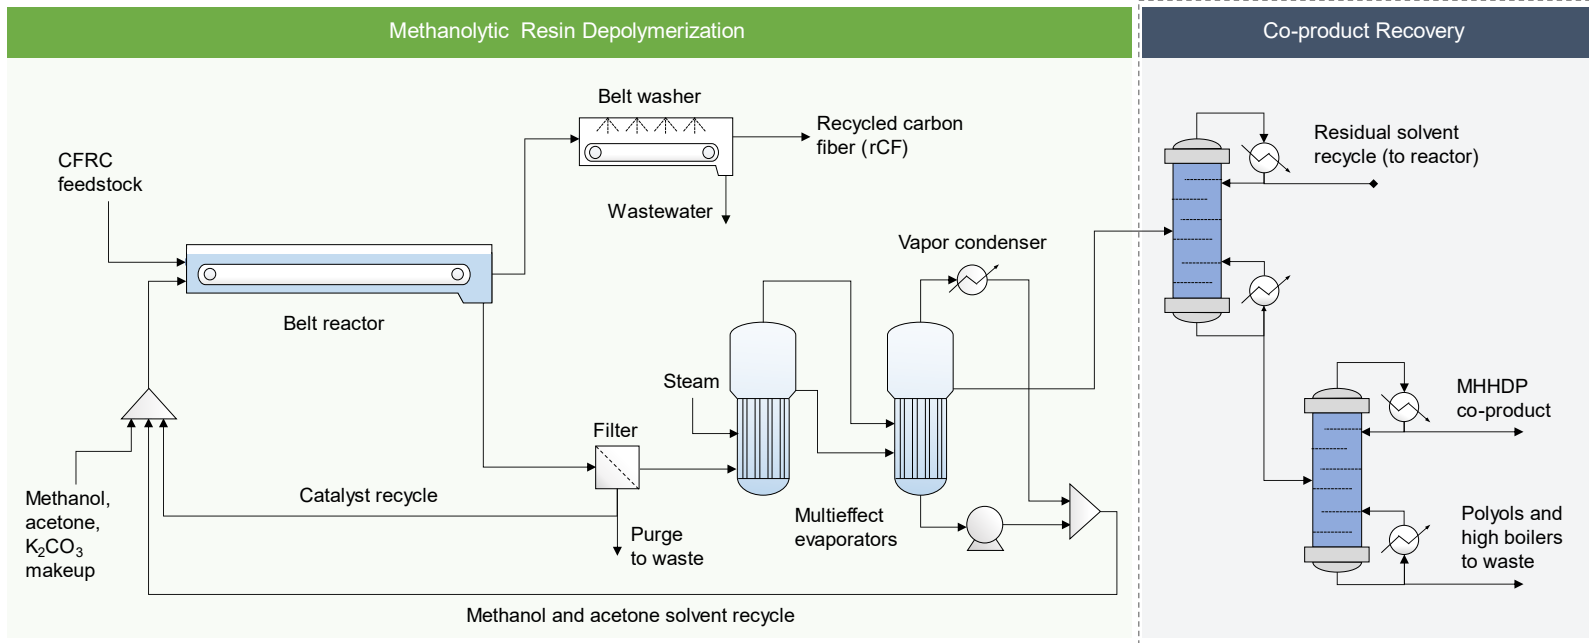 Methanolytic Resin Depolymerization
Co-product Recovery
Belt washer
Recycled carbon
fiber (rCF)
Wastewater
CFRC
feedstock
Belt reactor
Vapor condenser
Residual solvent
recycle (to reactor)
Steam
Filter
Multieffect
evaporators
MHHDP
co-product
Methanol,
acetone,
K₂CO₃
makeup
Catalyst recycle
Purge
to waste
Polyols and
high boilers
to waste
Methanol and acetone solvent recycle